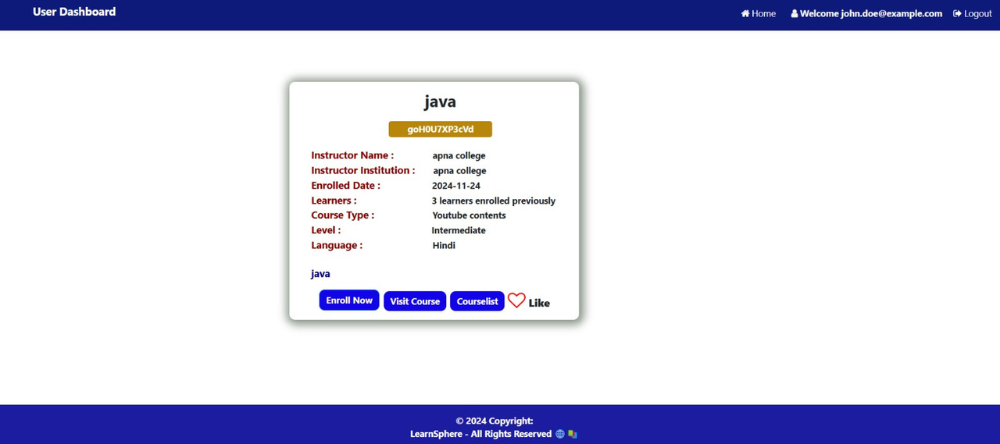 User Dashboard Home Welcome john.doe@example.com Logout
java
goH0U7XP3cVd
Instructor Name : apna college
Instructor Institution : apna college
Enrolled Date : 2024-11-24
Learners : 3 learners enrolled previously
Course Type : Youtube contents
Level : Intermediate
Language : Hindi
java
Enroll Now Visit Course Courselist Like
© 2024 Copyright:
LearnSphere - All Rights Reserved